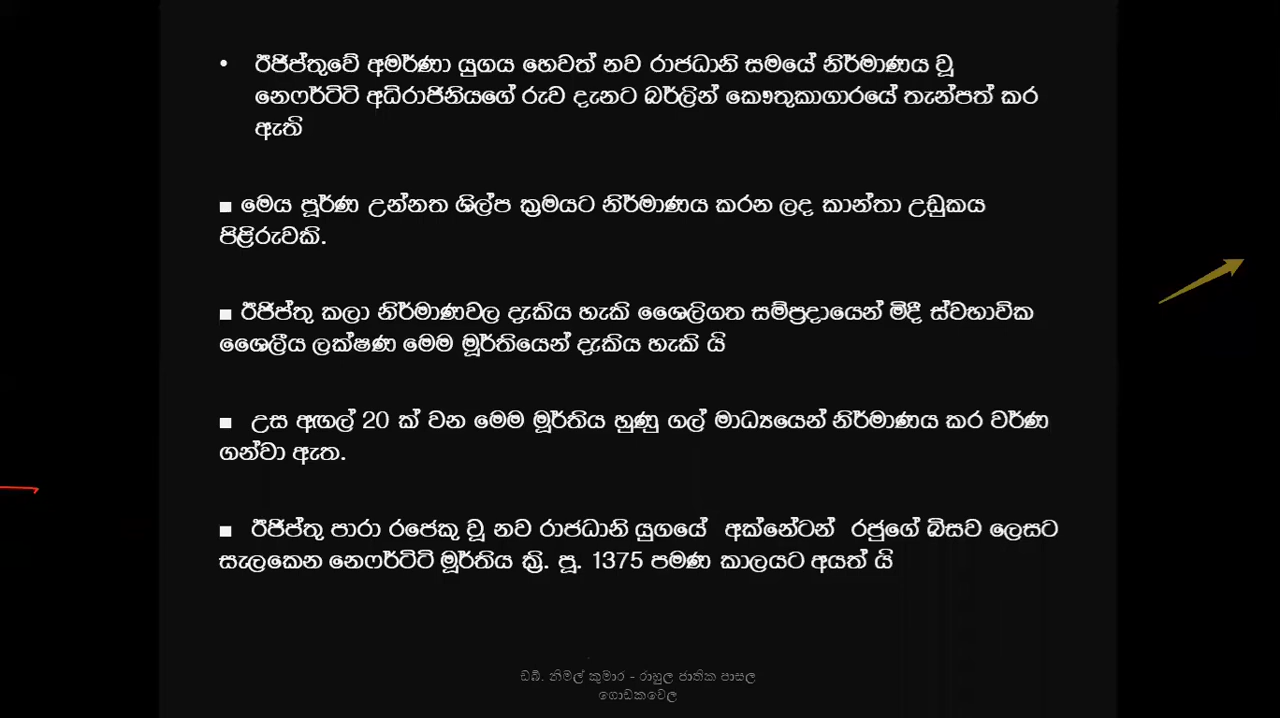 • ඊජිප්තුවේ අමර්ණා යුගය හෙවත් නව රාජධානි සමයේ නිර්මාණය වූ
නෙෆර්ටිටි අධිරාජිනියගේ රුව දැනට බර්ලින් කෞතුකාගාරයේ තැන්පත් කර
ඇති
■ මෙය පූර්ණ උන්නත ශිල්ප ක්‍රමයට නිර්මාණය කරන ලද කාන්තා උඩුකය
පිළිරුවකි.
■ ඊජිප්තු කලා නිර්මාණවල දැකිය හැකි ශෛලිගත සම්ප්‍රදායෙන් මිදී ස්වභාවික
ශෛලීය ලක්ෂණ මෙම මූර්තියෙන් දැකිය හැකි යි
■ උස අඟල් 20 ක් වන මෙම මූර්තිය හුණු ගල් මාධ්‍යයෙන් නිර්මාණය කර වර්ණ
ගන්වා ඇත.
■ ඊජිප්තු පාරා රජෙකු වූ නව රාජධානි යුගයේ අක්නේටන් රජුගේ බිසව ලෙසට
සැලකෙන නෙෆර්ටිටි මූර්තිය ක්‍රි. පූ. 1375 පමණ කාලයට අයත් යි
ඩබ්. නිමල් කුමාර - රාහුල ජාතික පාසල
ගොඩකවෙල